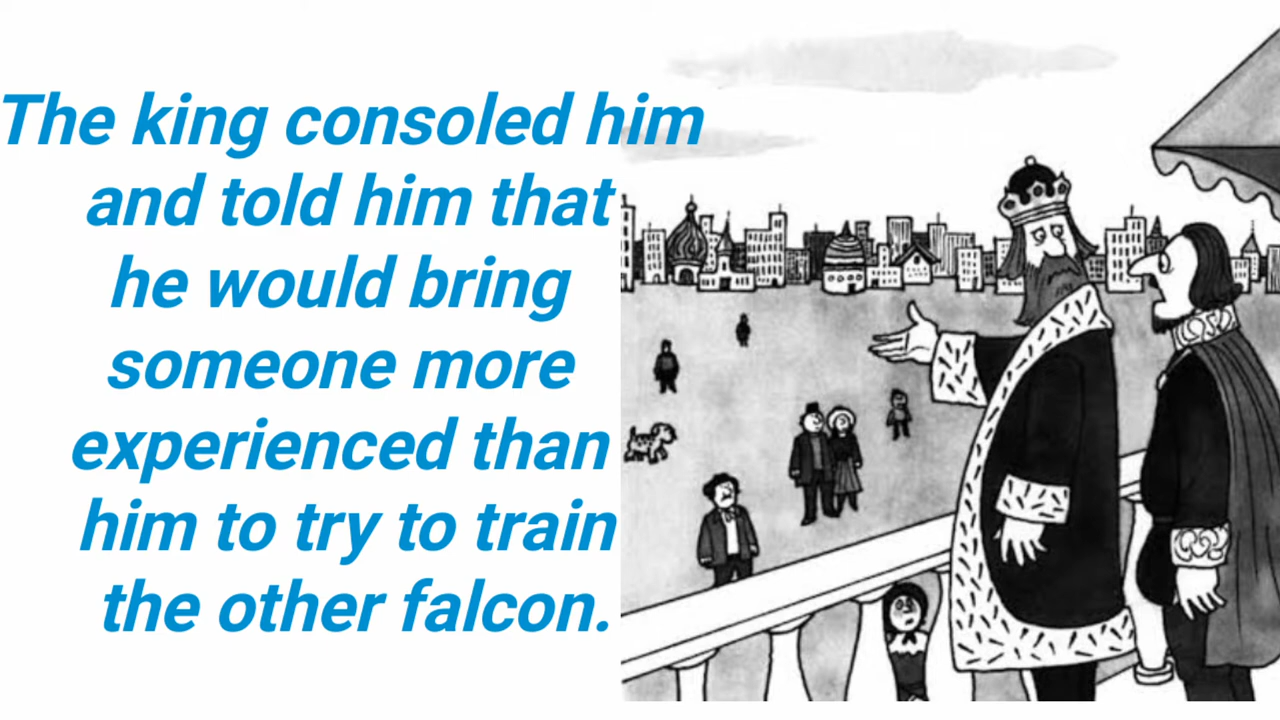 The king consoled him
and told him that
he would bring
someone more
experienced than
him to try to train
the other falcon.